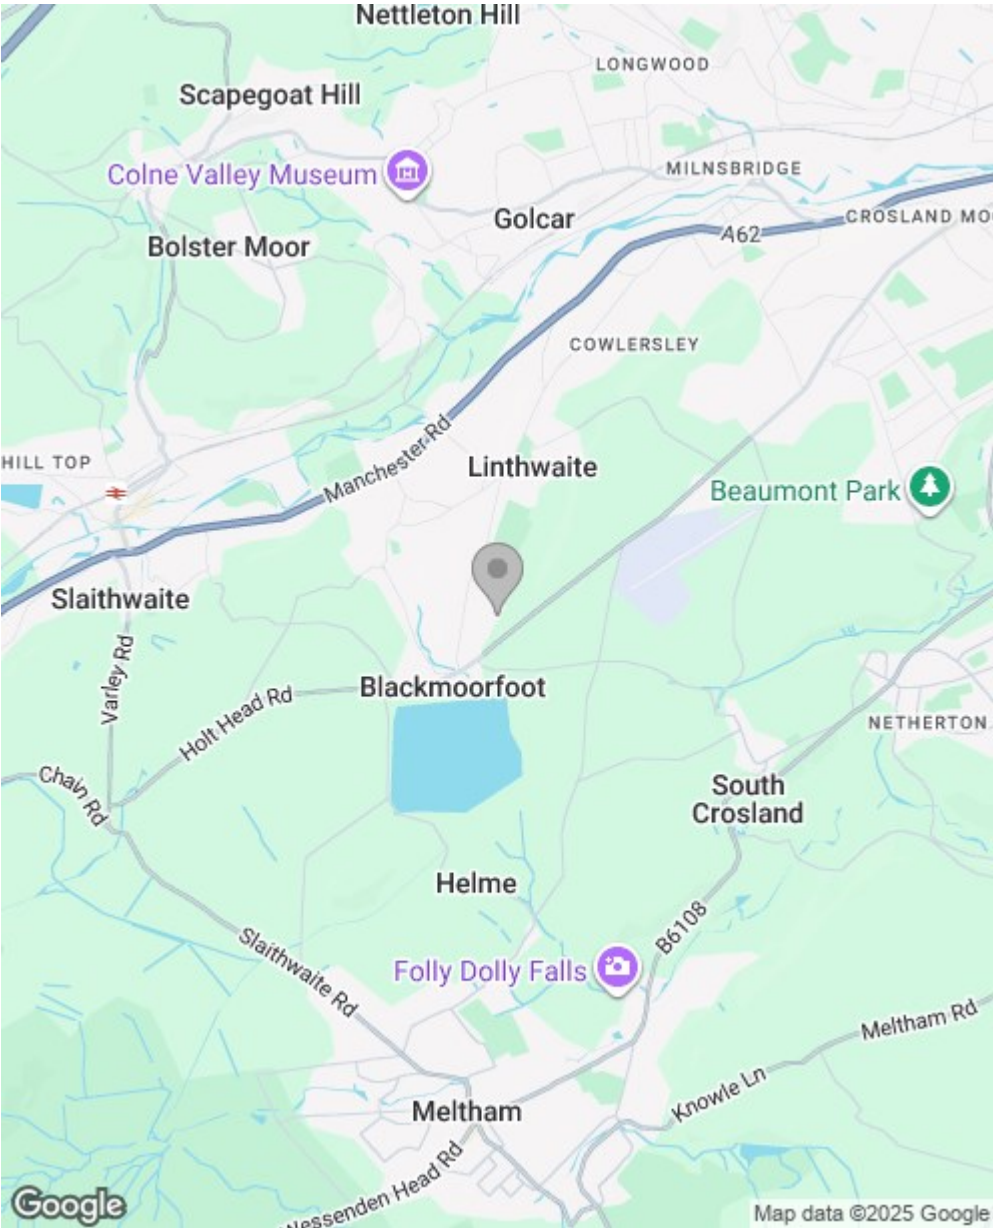 Nettleton Hill
LONGWOOD
Scapegoat Hill
Colne Valley Museum
MILNSBRIDGE
Golcar
CROSLAND MO
A62
Bolster Moor
COWLERSLEY
Manchester Rd
HILL TOP
Linthwaite
Beaumont Park
Slaithwaite
Varley Rd
Blackmoorfoot
Holt Head Rd
NETHERTON
Chain Rd
South
Crosland
Helme
B6108
Slaithwaite Rd
Folly Dolly Falls
Meltham Rd
Knowle Ln
Meltham
Wessenden Head Rd
Google
Map data ©2025 Google